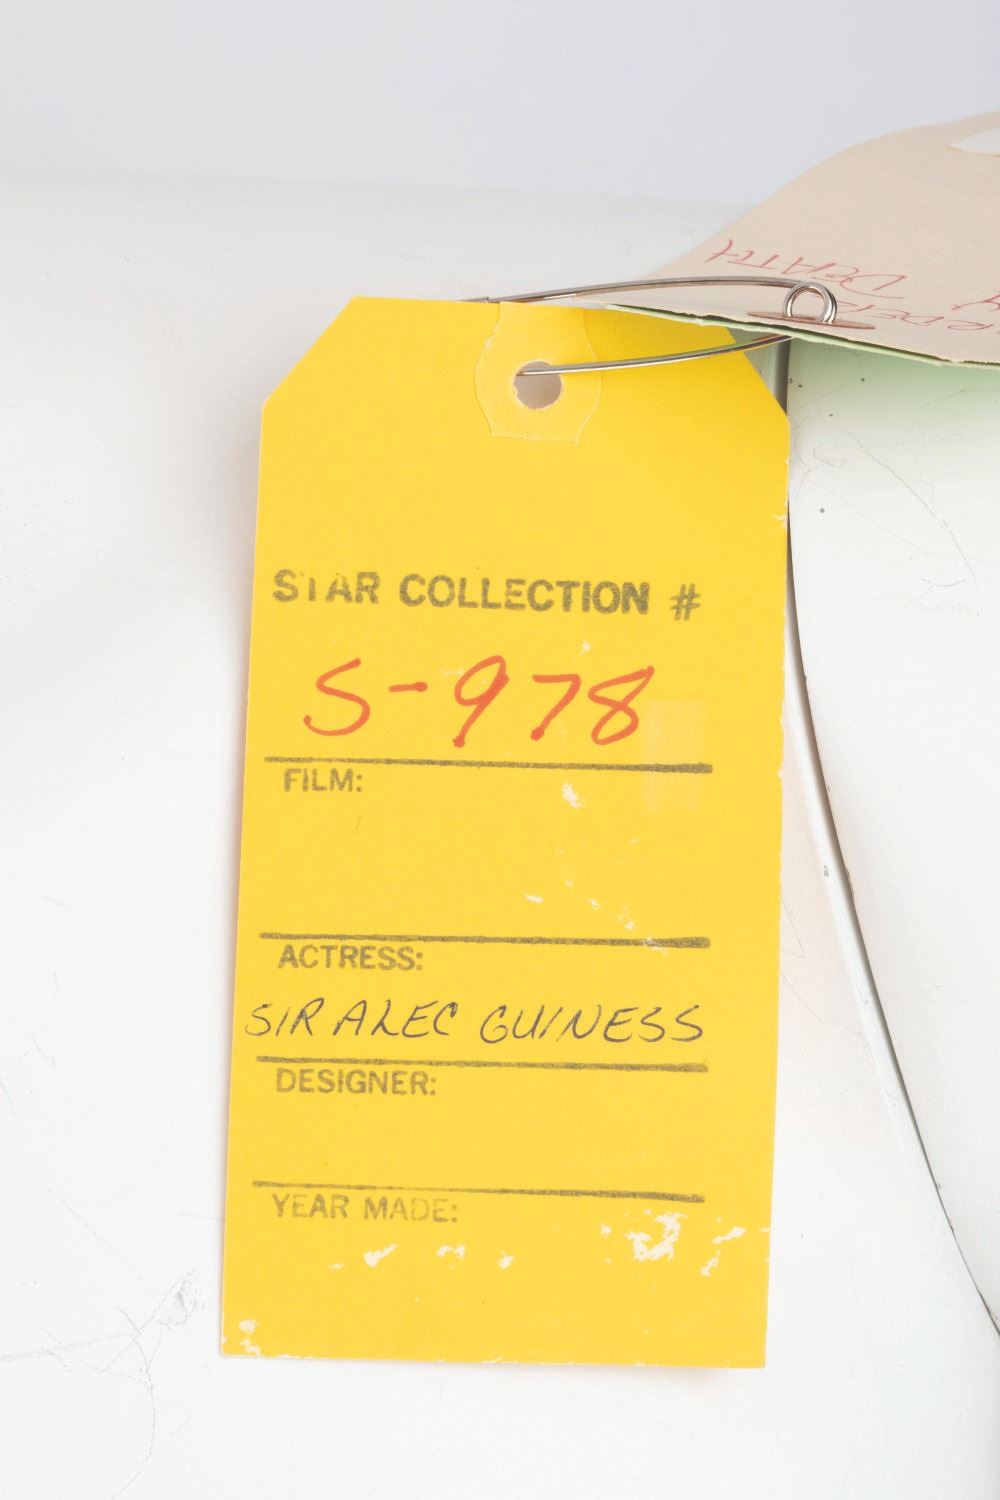 DEATH
STAR COLLECTION #
S-978
FILM:
ACTRESS:
SIR ALEC GUINESS
DESIGNER:
YEAR MADE: